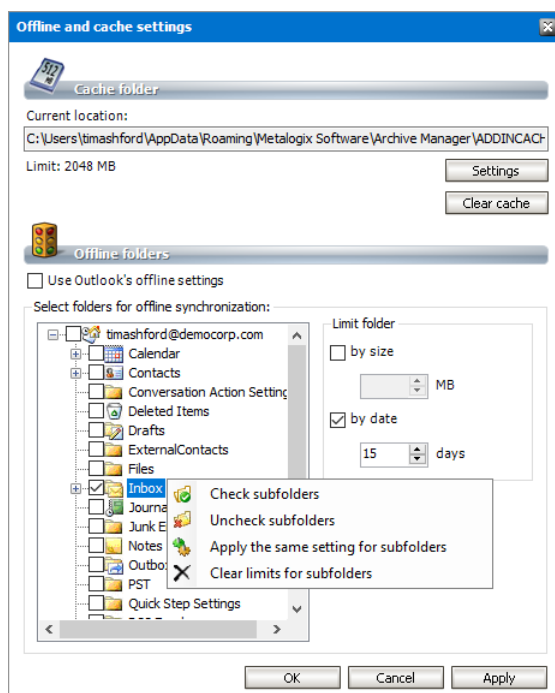 Offline and cache settings
512
Cache folder
Current location:
C:\Users\timashford\AppData\Roaming\Metalogix Software\Archive Manager\ADDINCACH
Limit: 2048 MB
Settings
Clear cache
Offline folders
Use Outlook's offline settings
Select folders for offline synchronization:
timashford@democorp.com
Calendar
Contacts
Conversation Action Setting
Deleted Items
Drafts
ExternalContacts
Files
Inbox
Journa
Junk E
Notes
Outbo
PST
Quick Step Settings
Limit folder
by size
MB
by date
15 days
Check subfolders
Uncheck subfolders
Apply the same setting for subfolders
Clear limits for subfolders
OK
Cancel
Apply